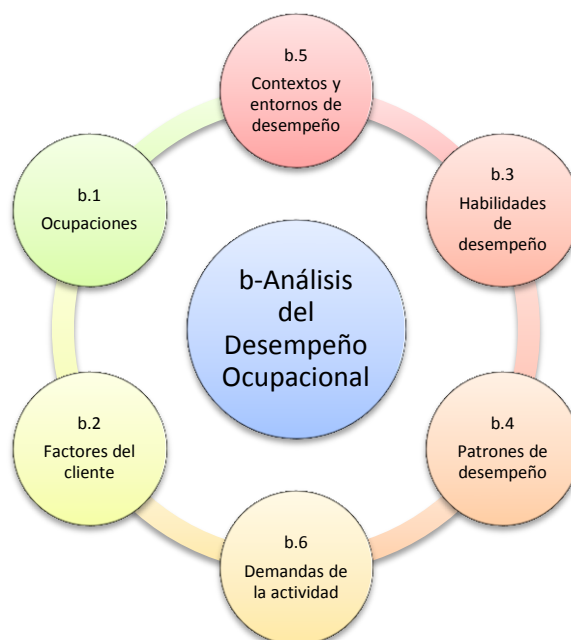 b.5
Contextos y
entornos de
desempeño
b.3
Habilidades
de
desempeño
b.4
Patrones de
desempeño
b.6
Demandas de
la actividad
b.2
Factores del
cliente
b.1
Ocupaciones
b-Análisis
del
Desempeño
Ocupacional